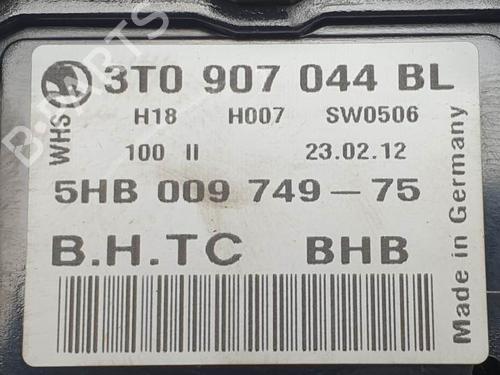 3T0 907 044 BL
WHS
H18 H007 SW0506
100 II 23.02.12
5HB 009 749-75
B.H.TC BHB
Made in Germany
B-PARTS